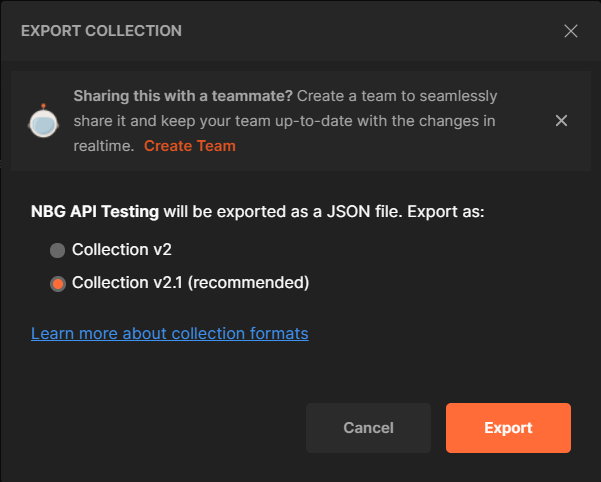 EXPORT COLLECTION
Sharing this with a teammate? Create a team to seamlessly
share it and keep your team up-to-date with the changes in
realtime. Create Team
NBG API Testing will be exported as a JSON file. Export as:
Collection v2
Collection v2.1 (recommended)
Learn more about collection formats
Cancel
Export